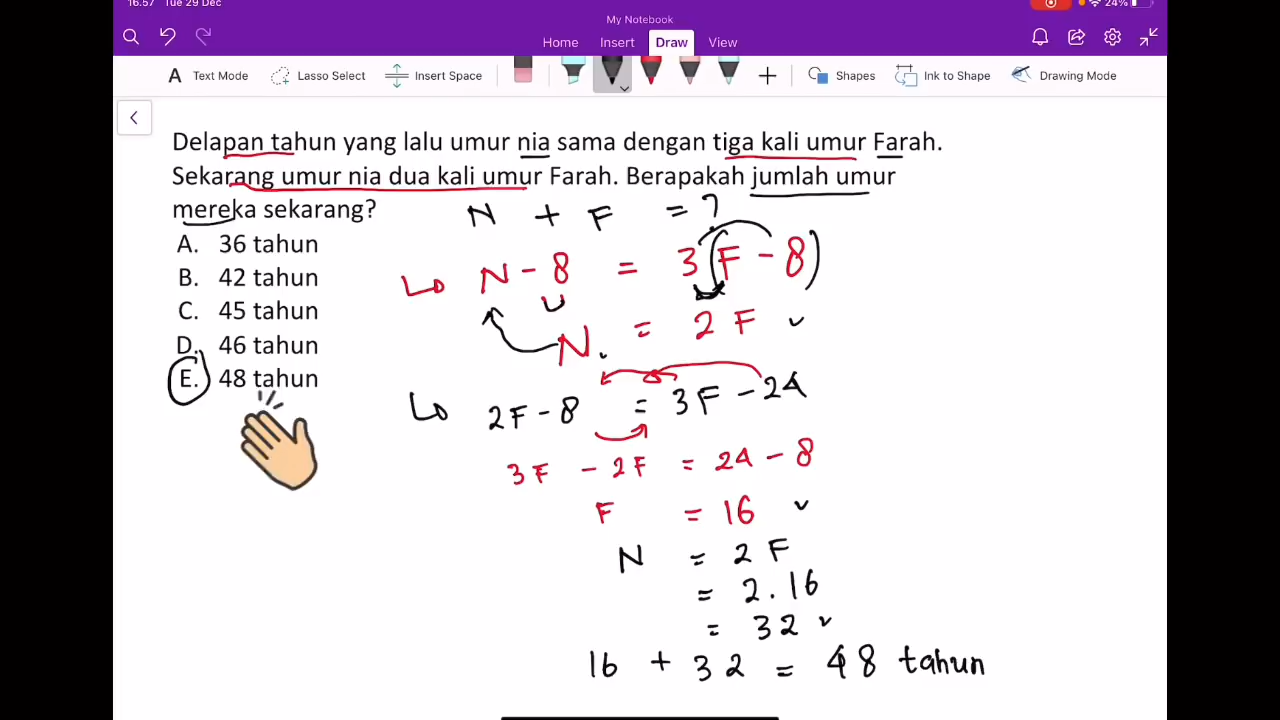 16.57 Tue 29 Dec
24%
My Notebook
Home Insert Draw View
A Text Mode Lasso Select Insert Space Shapes Ink to Shape Drawing Mode
Delapan tahun yang lalu umur nia sama dengan tiga kali umur Farah.
Sekarang umur nia dua kali umur Farah. Berapakah jumlah umur
mereka sekarang?
A. 36 tahun
B. 42 tahun
C. 45 tahun
D. 46 tahun
E. 48 tahun
N + F = ?
N - 8 = 3(F - 8)
N = 2F
2F - 8 = 3F - 24
3F - 2F = 24 - 8
F = 16
N = 2F
= 2.16
= 32
16 + 32 = 48 tahun